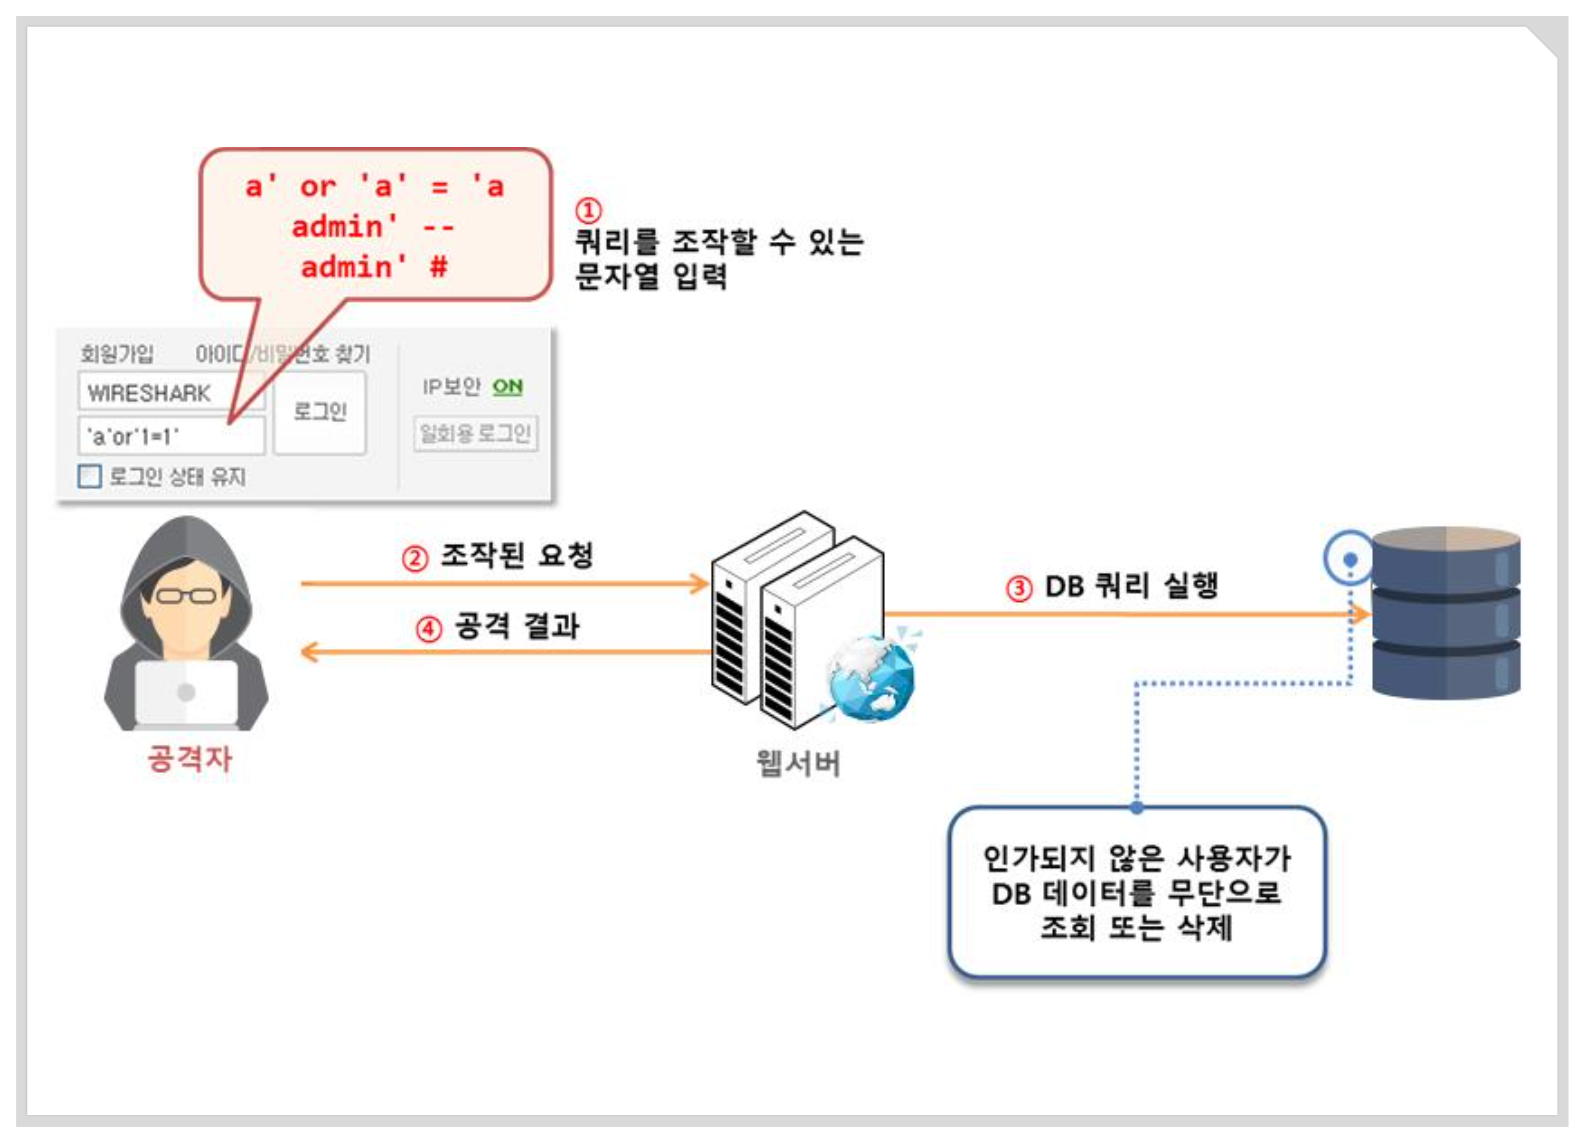 a' or 'a' = 'a
admin' --
admin' #
①
쿼리를 조작할 수 있는
문자열 입력
회원가입 아이디/비밀번호 찾기
WIRESHARK
'a'or'1=1'
로그인
로그인 상태 유지
IP보안 ON
일회용 로그인
② 조작된 요청
④ 공격 결과
③ DB 쿼리 실행
공격자
웹서버
인가되지 않은 사용자가
DB 데이터를 무단으로
조회 또는 삭제